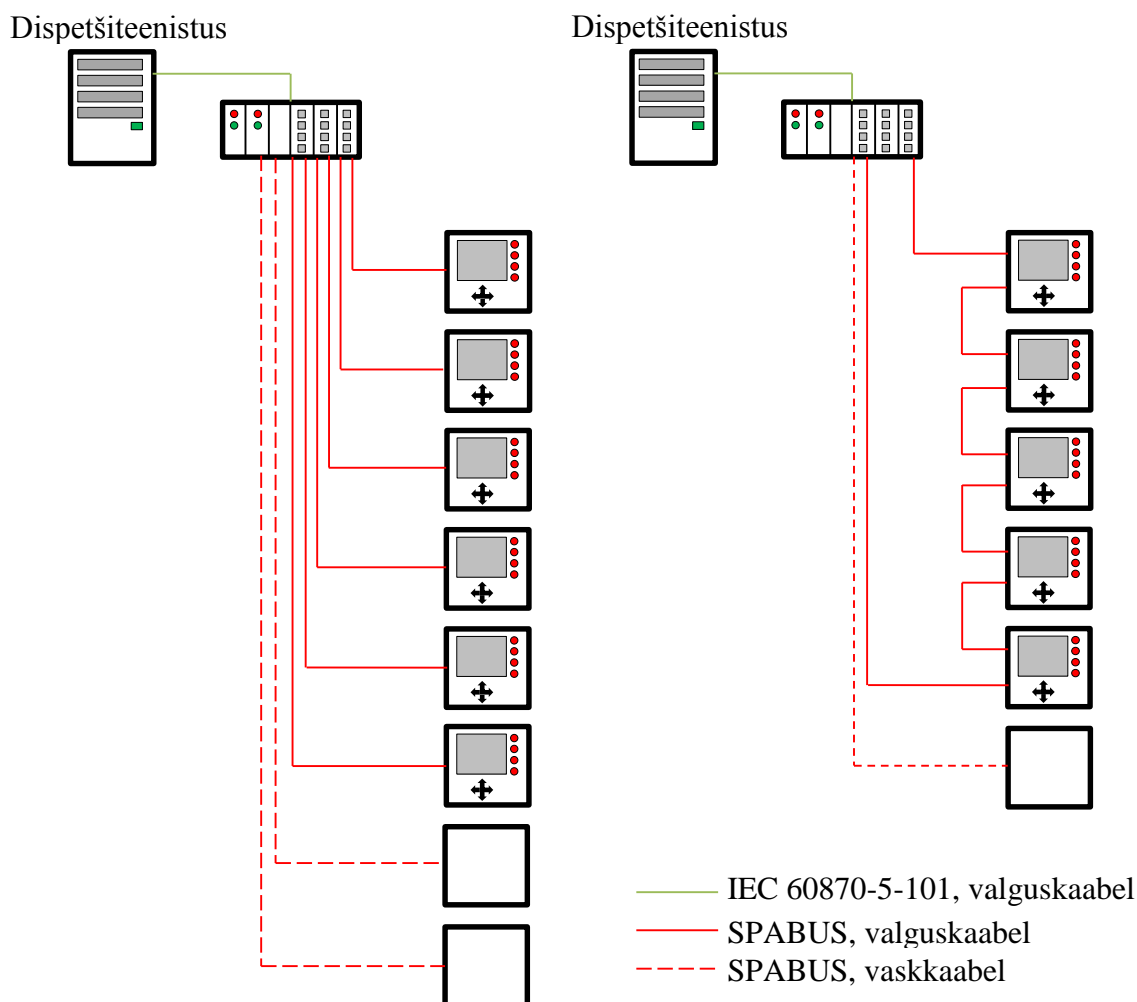 Dispetšiteenistus
Dispetšiteenistus
IEC 60870-5-101, valguskaabel
SPABUS, valguskaabel
SPABUS, vaskkaabel